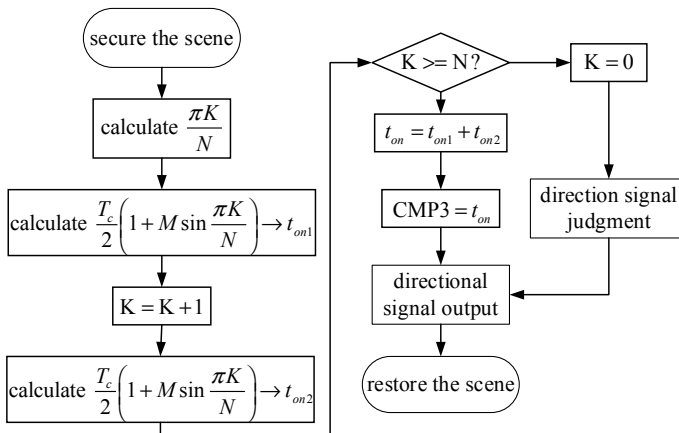 secure the scene
calculate πK/N
calculate T_c/2 (1 + M sin πK/N) → t_on1
K = K +1
calculate T_c/2 (1 + M sin πK/N) → t_on2
K >= N?
t_on = t_on1 + t_on2
CMP3 = t_on
directional
signal output
restore the scene
K = 0
direction signal
judgment